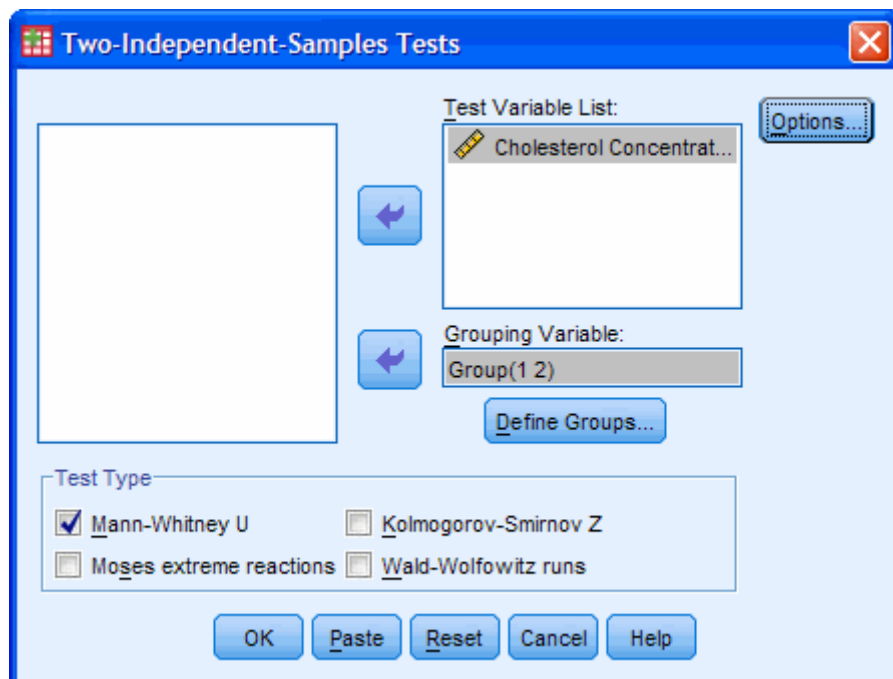 Two-Independent-Samples Tests
Test Variable List:
Options...
Cholesterol Concentrat...
Grouping Variable:
Group(1 2)
Define Groups...
Test Type
Mann-Whitney U
Kolmogorov-Smirnov Z
Moses extreme reactions
Wald-Wolfowitz runs
OK
Paste
Reset
Cancel
Help